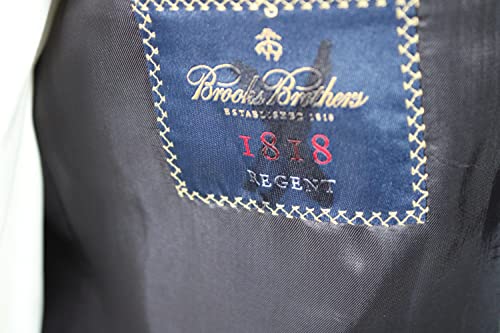 Brooks Brothers
ESTABLISHED 1818
1818
REGENT